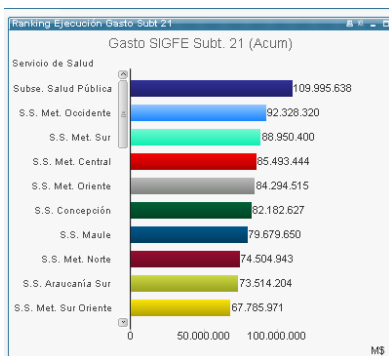 Ranking Ejecución Gasto Subt 21
Gasto SIGFE Subt. 21 (Acum)
Servicio de Salud
Subse. Salud Pública 109.995.638
S.S. Met. Occidente 92.328.320
S.S. Met. Sur 88.950.400
S.S. Met. Central 85.493.444
S.S. Met. Oriente 84.294.515
S.S. Concepción 82.182.627
S.S. Maule 79.679.650
S.S. Met. Norte 74.504.943
S.S. Araucanía Sur 73.514.204
S.S. Met. Sur Oriente 67.785.971
0 50.000.000 100.000.000
M$